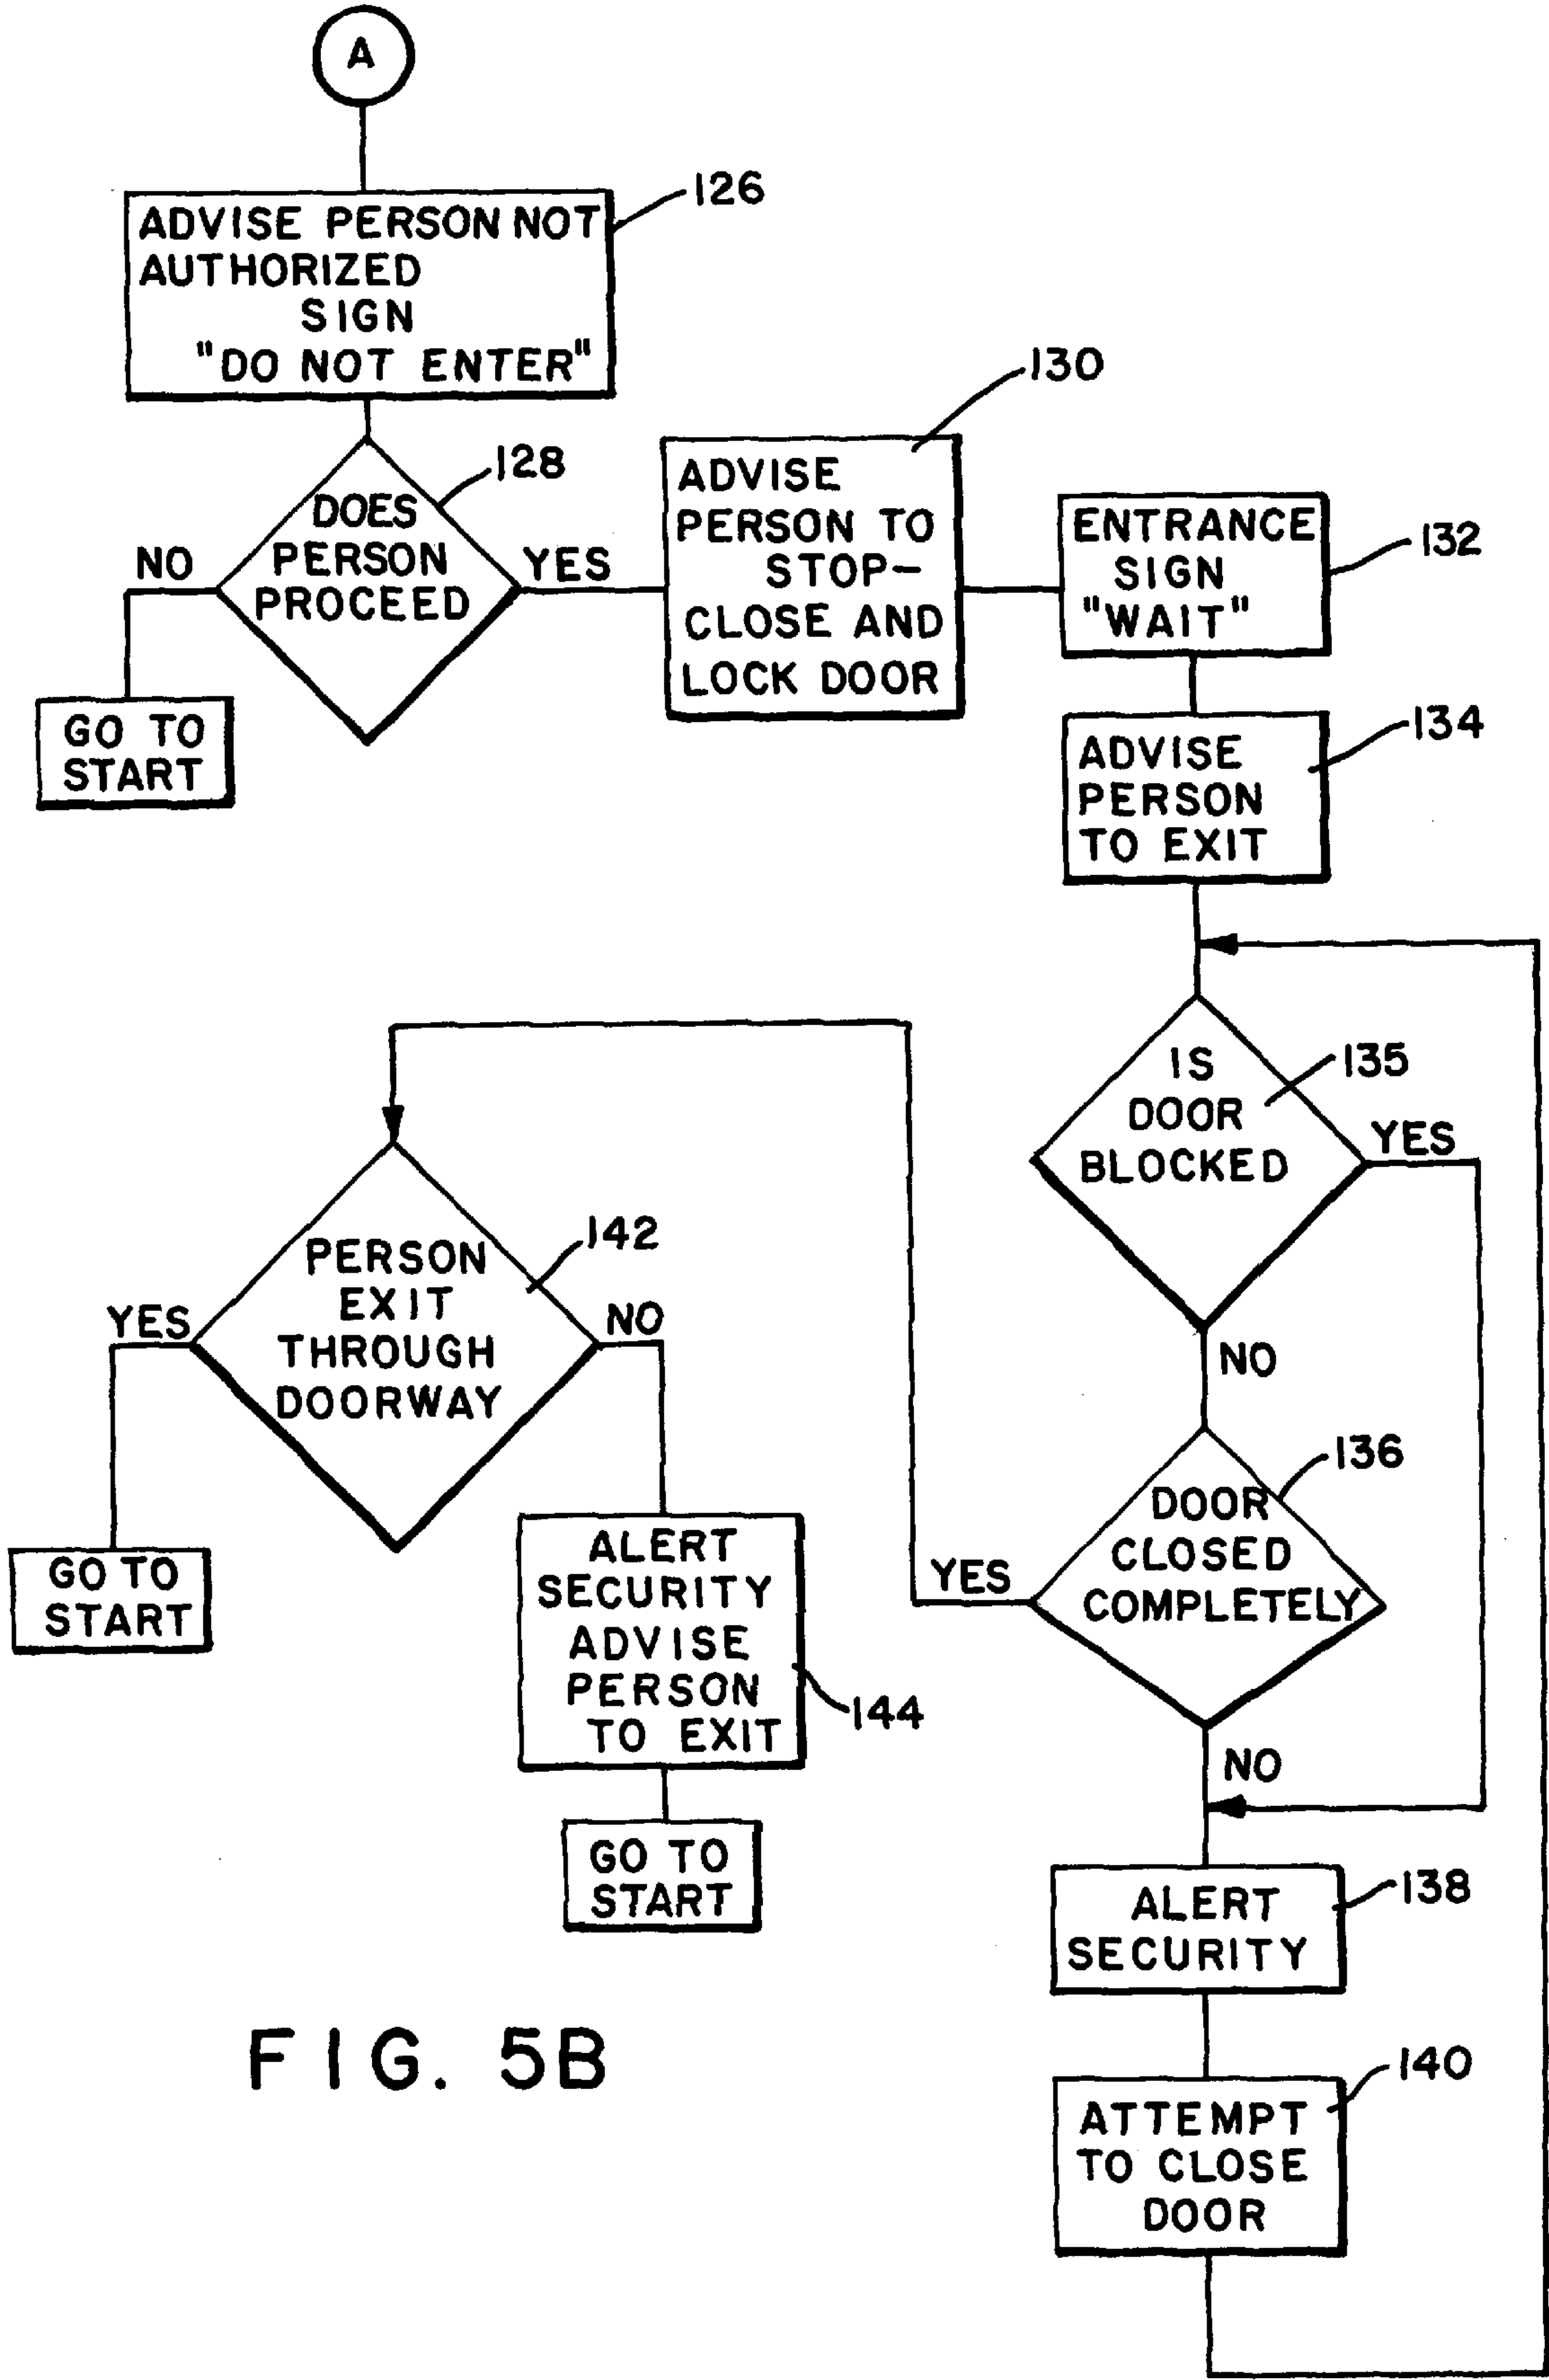 A
126
ADVISE PERSON NOT
AUTHORIZED
SIGN
"DO NOT ENTER"
128
DOES
PERSON
PROCEED
NO
YES
GO TO
START
130
ADVISE
PERSON TO
STOP-
CLOSE AND
LOCK DOOR
ENTRANCE
SIGN
"WAIT"
132
134
ADVISE
PERSON
TO EXIT
IS
DOOR
BLOCKED
135
YES
NO
136
DOOR
CLOSED
COMPLETELY
YES
NO
142
PERSON
EXIT
THROUGH
DOORWAY
YES
NO
GO TO
START
ALERT
SECURITY
ADVISE
PERSON
TO EXIT
144
GO TO
START
ALERT
SECURITY
138
140
ATTEMPT
TO CLOSE
DOOR
FIG. 5B